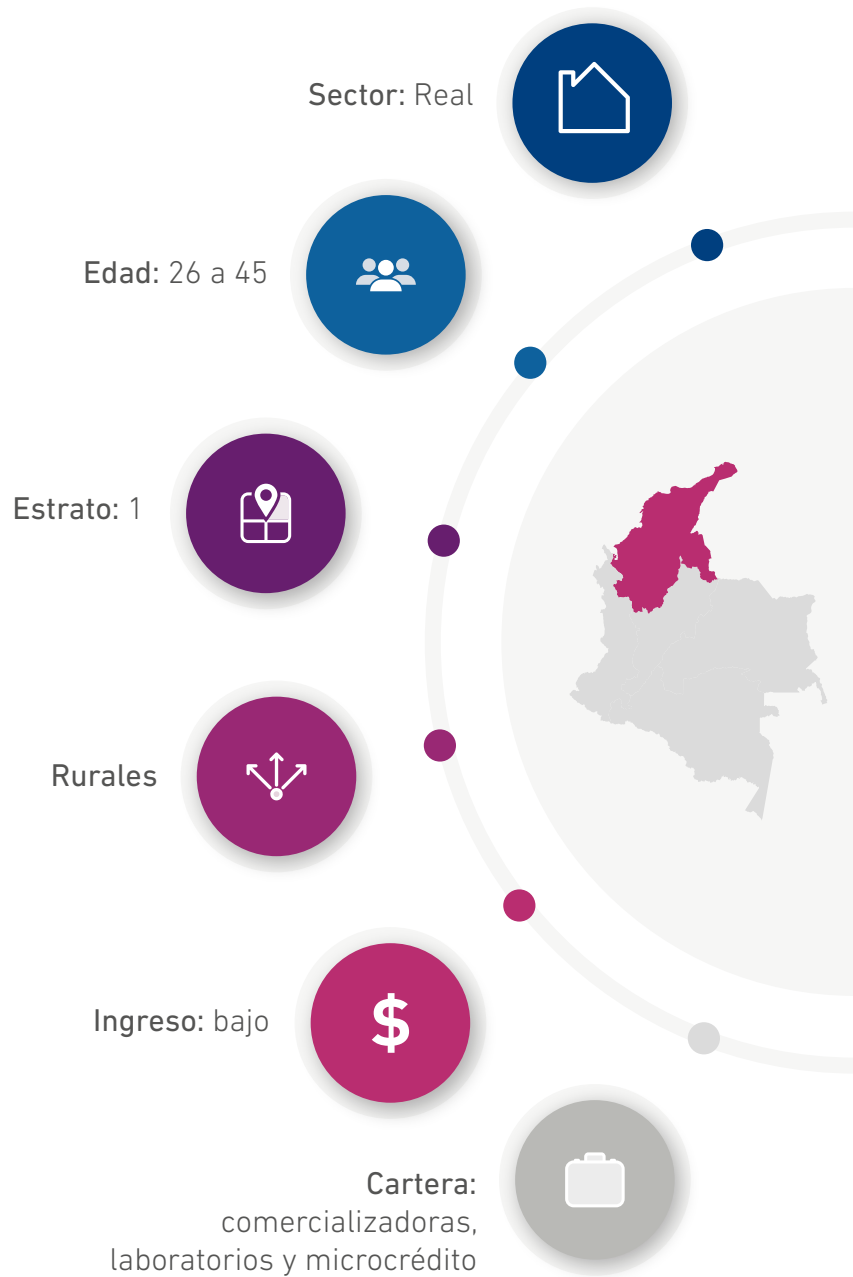 Sector: Real
Edad: 26 a 45
Estrato: 1
Rurales
Ingreso: bajo
$
Cartera:
comercializadoras,
laboratorios y microcrédito